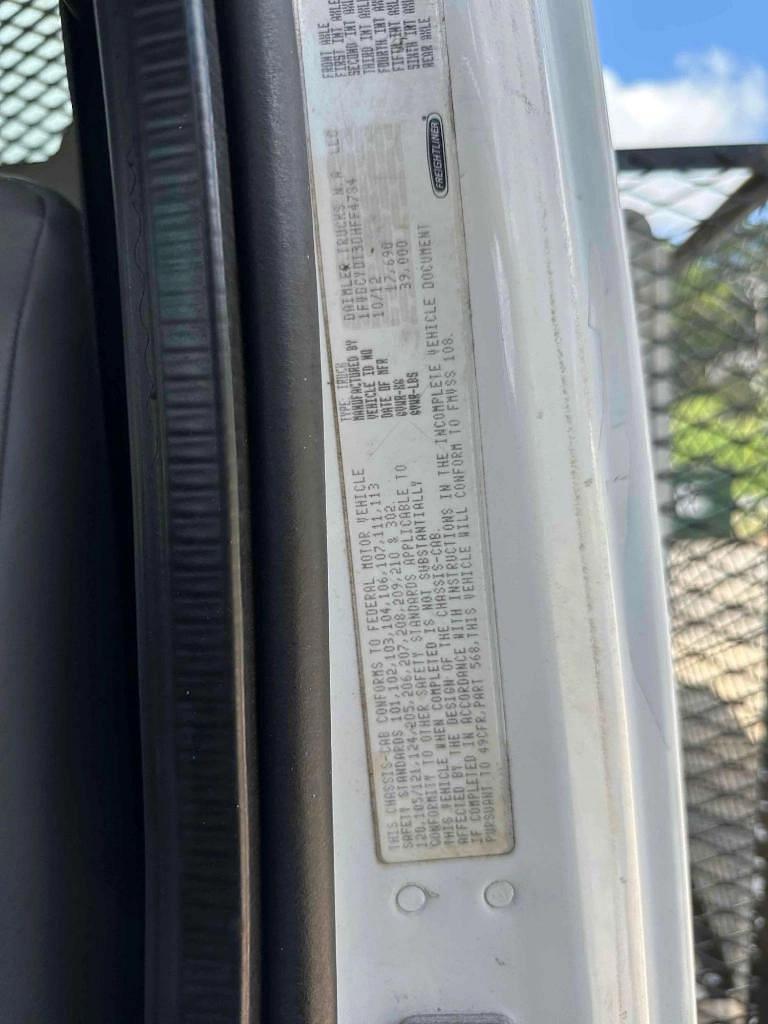 THIS CHASSIS-CAB CONFORMS TO FEDERAL MOTOR VEHICLE
SAFETY STANDARDS 101,102,103,104,106,107,111,113
120,105/121,124,205,206,207,208,209,210 & 302.
CONFORMITY TO OTHER SAFETY STANDARDS APPLICABLE TO
THIS VEHICLE WHEN COMPLETED IS NOT SUBSTANTIALLY
AFFECTED BY THE DESIGN OF THE CHASSIS-CAB.
IF COMPLETED IN ACCORDANCE WITH INSTRUCTIONS IN THE INCOMPLETE VEHICLE DOCUMENT
PURSUANT TO 49CFR,PART 568,THIS VEHICLE WILL CONFORM TO FMVSS 108.
TYPE: TRUCK
MANUFACTURED BY DAIMLER TRUCKS N.A. LLC
VEHICLE ID NO
DATE OF MFR 10/12
GVWR-KG 17,690
GVWR-LBS 39,000
FREIGHTLINER
FRONT AXLE
FIRST INT AXLE
SECOND INT AXL
THIRD INT AXLE
FOURTH INT AXL
FIFTH INT AXLE
SIXTH INT AXLE
REAR AXLE